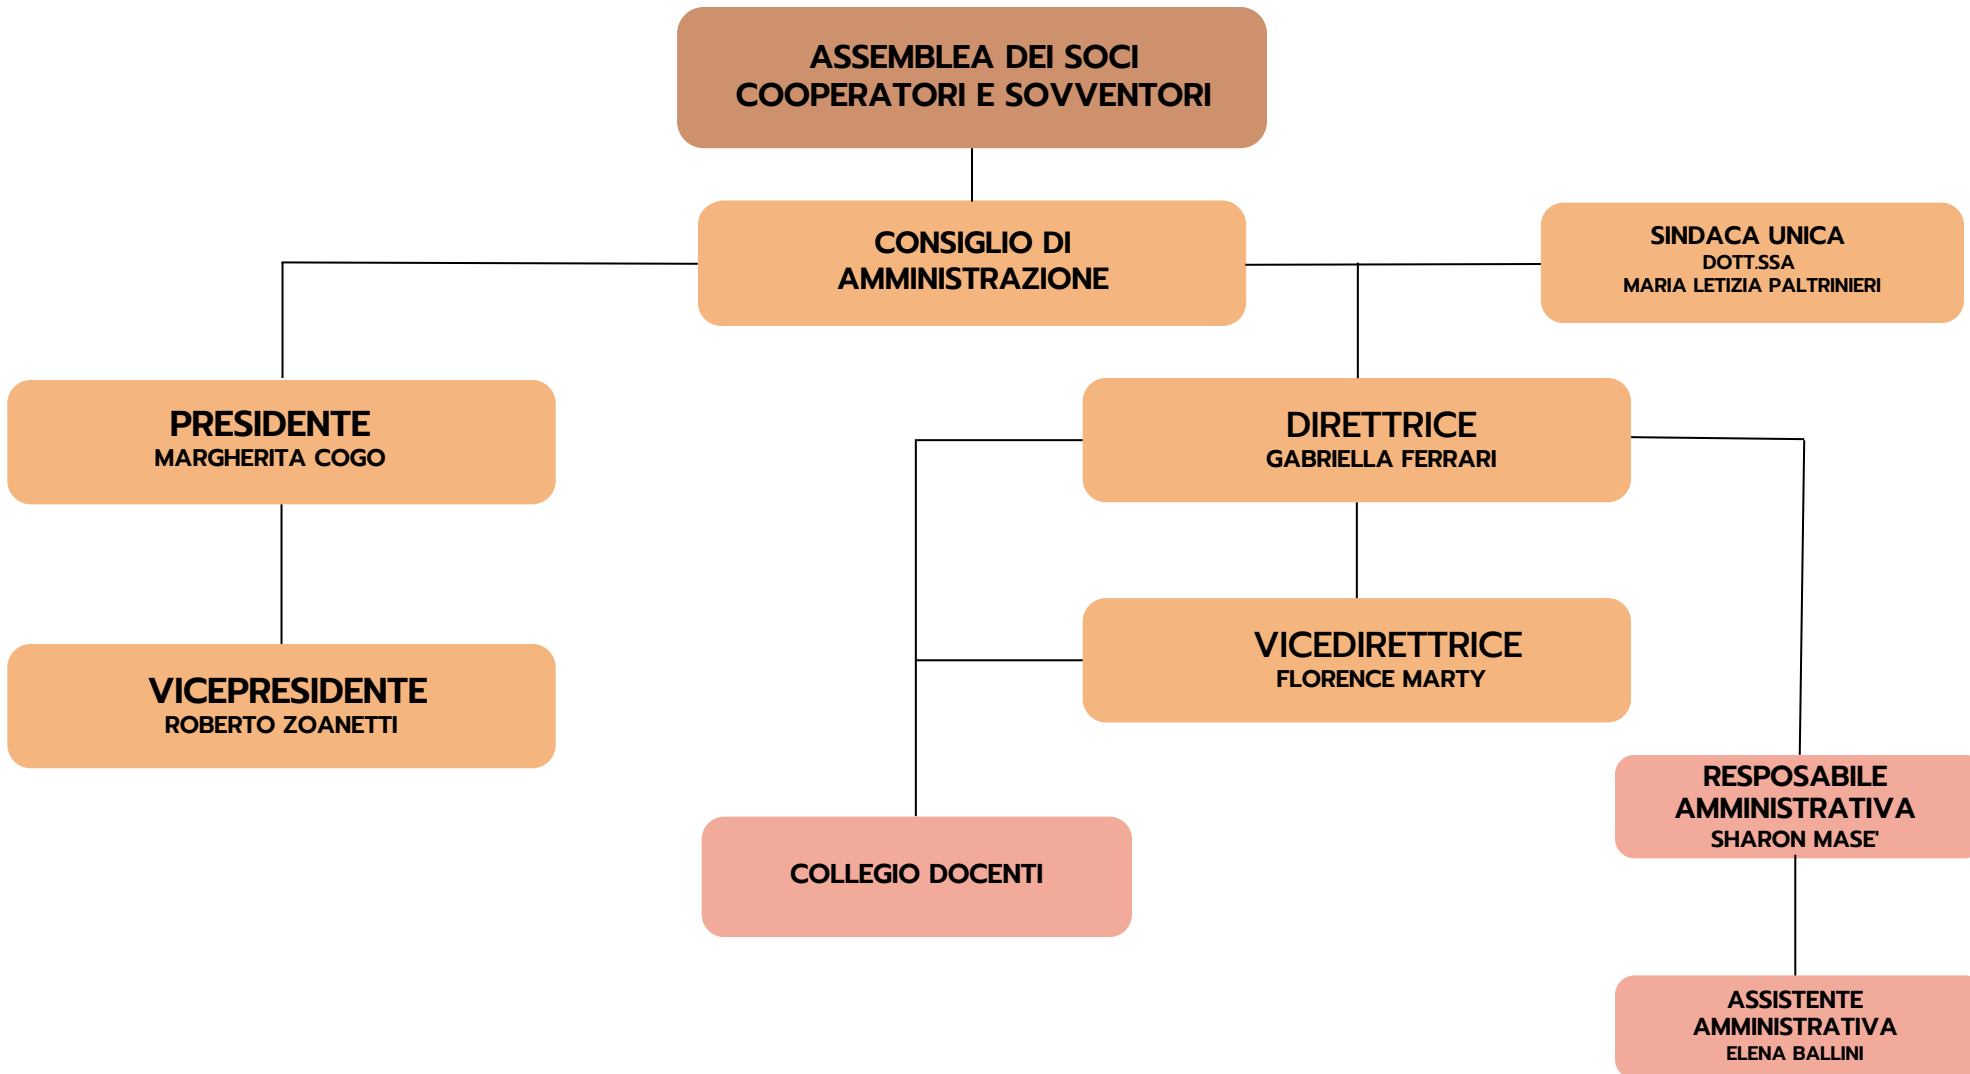 ASSEMBLEA DEI SOCI
COOPERATORI E SOVVENTORI
CONSIGLIO DI
AMMINISTRAZIONE
SINDACA UNICA
DOTT.SSA
MARIA LETIZIA PALTRINIERI
PRESIDENTE
MARGHERITA COGO
DIRETTRICE
GABRIELLA FERRARI
VICEPRESIDENTE
ROBERTO ZOANETTI
VICEDIRETTRICE
FLORENCE MARTY
RESPOSABILE
AMMINISTRATIVA
SHARON MASE'
COLLEGIO DOCENTI
ASSISTENTE
AMMINISTRATIVA
ELENA BALLINI